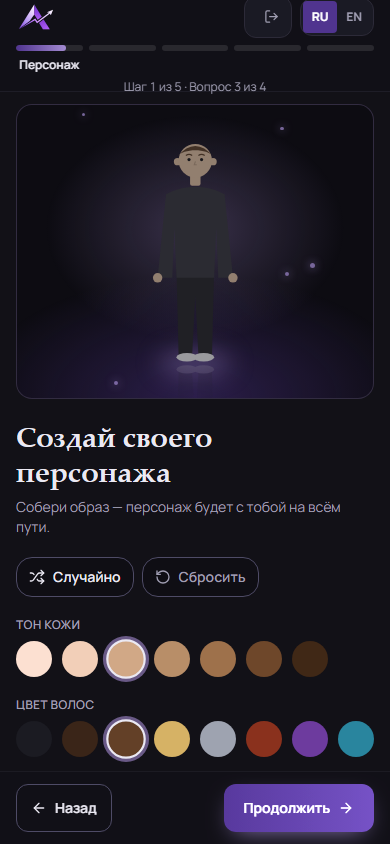 RU
EN
Персонаж
Шаг 1 из 5 · Вопрос 3 из 4
Создай своего
персонажа
Собери образ — персонаж будет с тобой на всём
пути.
Случайно
Сбросить
ТОН КОЖИ
ЦВЕТ ВОЛОС
Назад
Продолжить